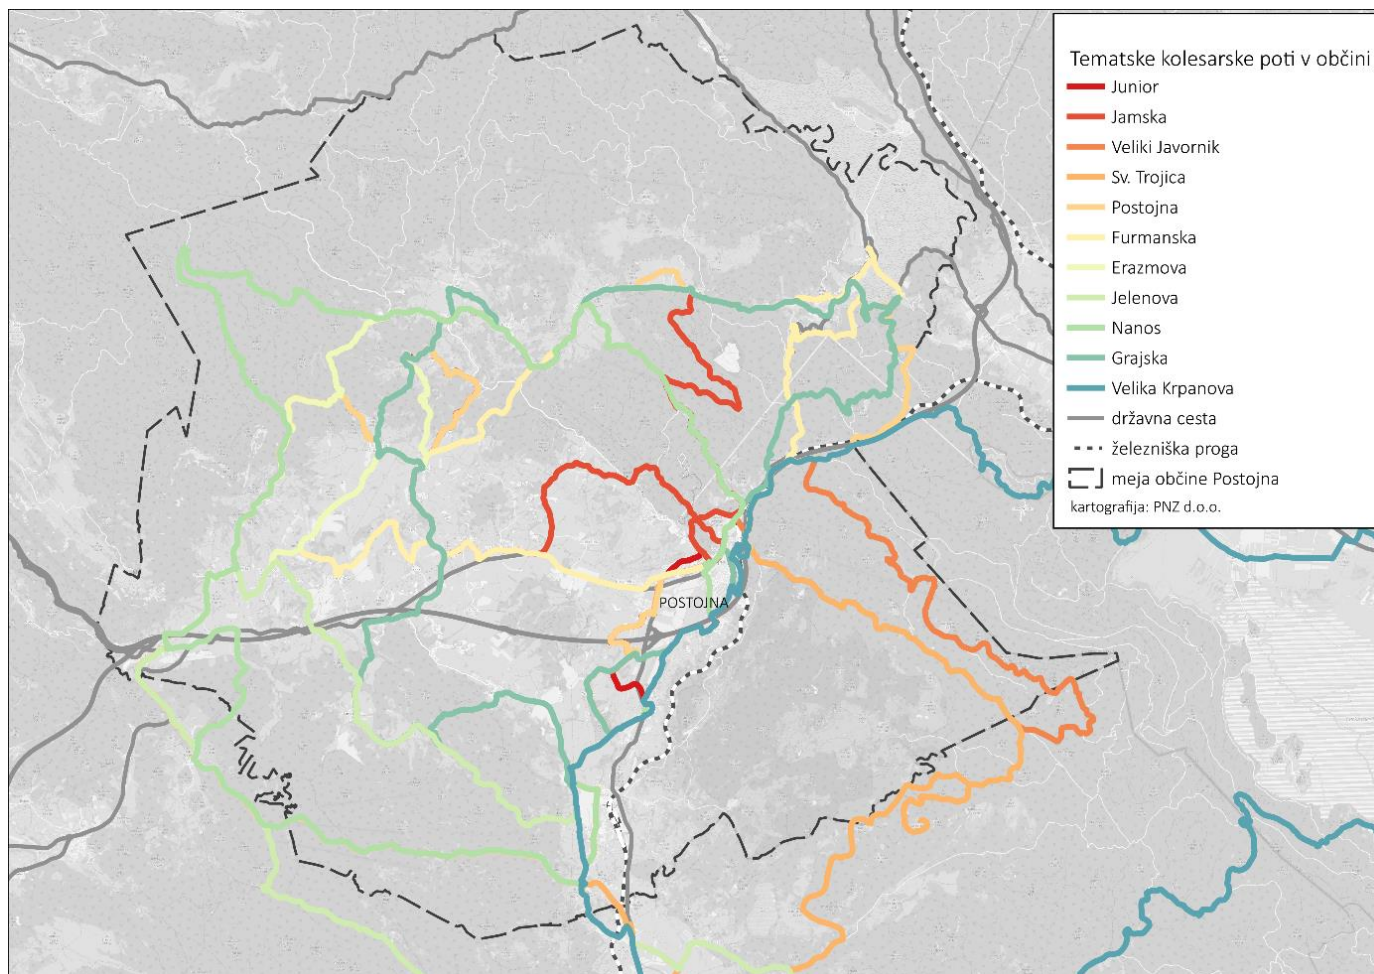 Tematske kolesarske poti v občini
Junior
Jamska
Veliki Javornik
Sv. Trojica
Postojna
Furmanska
Erazmova
Jelenova
Nanos
Grajska
Velika Krpanova
državna cesta
železniška proga
meja občine Postojna
kartografija: PNZ d.o.o.
POSTOJNA